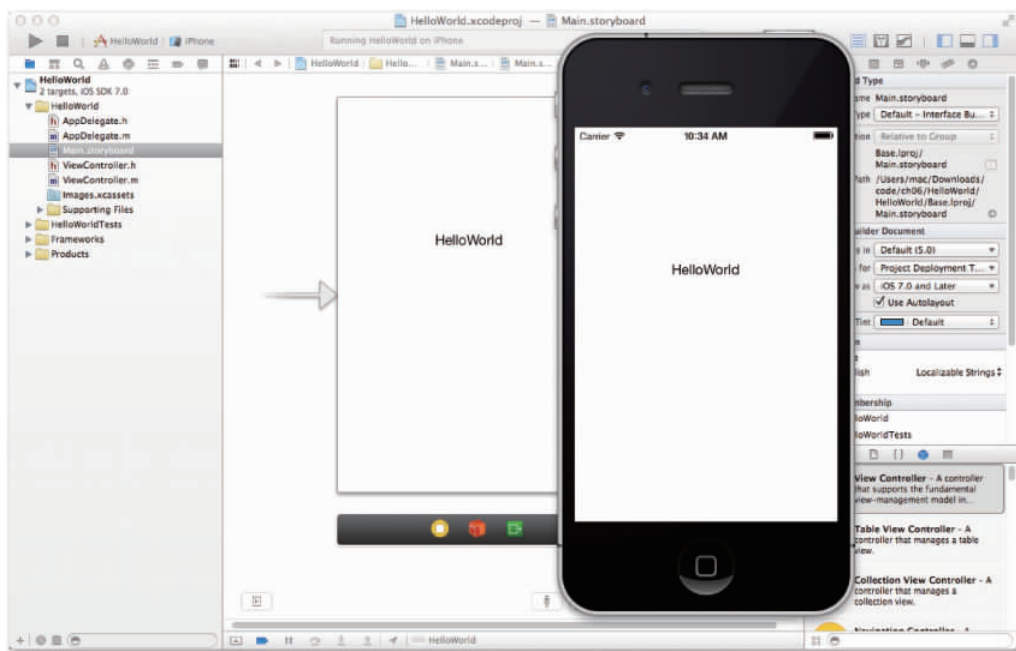 HelloWorld.xcodeproj — Main.storyboard
HelloWorld iPhone
Running HelloWorld on iPhone
HelloWorld
2 targets, iOS SDK 7.0
HelloWorld
AppDelegate.h
AppDelegate.m
Main.storyboard
ViewController.h
ViewController.m
Images.xcassets
Supporting Files
HelloWorldTests
Frameworks
Products
HelloWorld Hello... Main.s... Main.s...
HelloWorld
HelloWorld
Carrier 10:34 AM
HelloWorld
d Type
ame Main.storyboard
ype Default - Interface Bu...
tion Relative to Group
Base.lproj/
Main.storyboard
Path /Users/mac/Downloads/
code/ch06/HelloWorld/
HelloWorld/Base.lproj/
Main.storyboard
uilder Document
s in Default (5.0)
for Project Deployment T...
w as iOS 7.0 and Later
Use Autolayout
Tint Default
lish Localizable Strings
mbership
loWorld
loWorldTests
View Controller - A controller
that supports the fundamental
view-management model in...
Table View Controller - A
controller that manages a table
view.
Collection View Controller - A
controller that manages a
collection view.